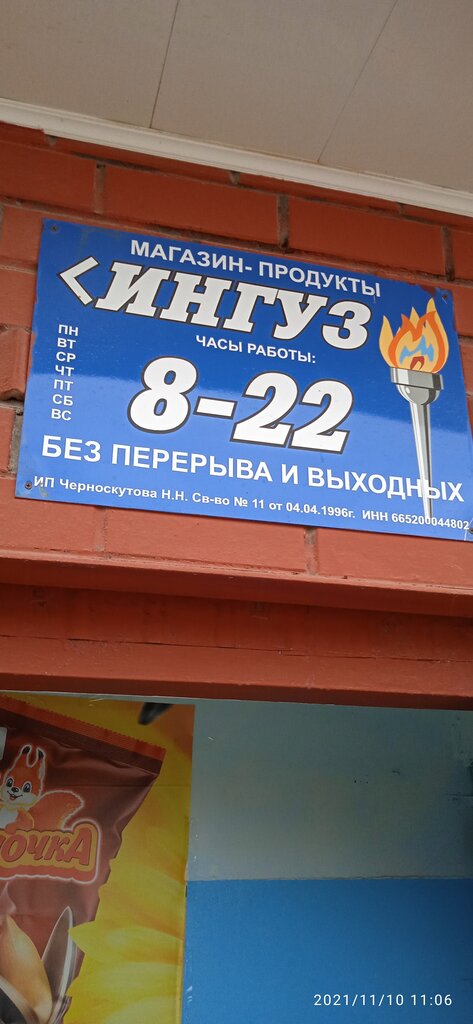 МАГАЗИН- ПРОДУКТЫ
ИНГУЗ
ЧАСЫ РАБОТЫ:
ПН
ВТ
СР
ЧТ
ПТ
СБ
ВС
8-22
БЕЗ ПЕРЕРЫВА И ВЫХОДНЫХ
ИП Черноскутова Н.Н. Св-во № 11 от 04.04.1996г. ИНН 665200044802
ОЧКА
2021/11/10 11:06